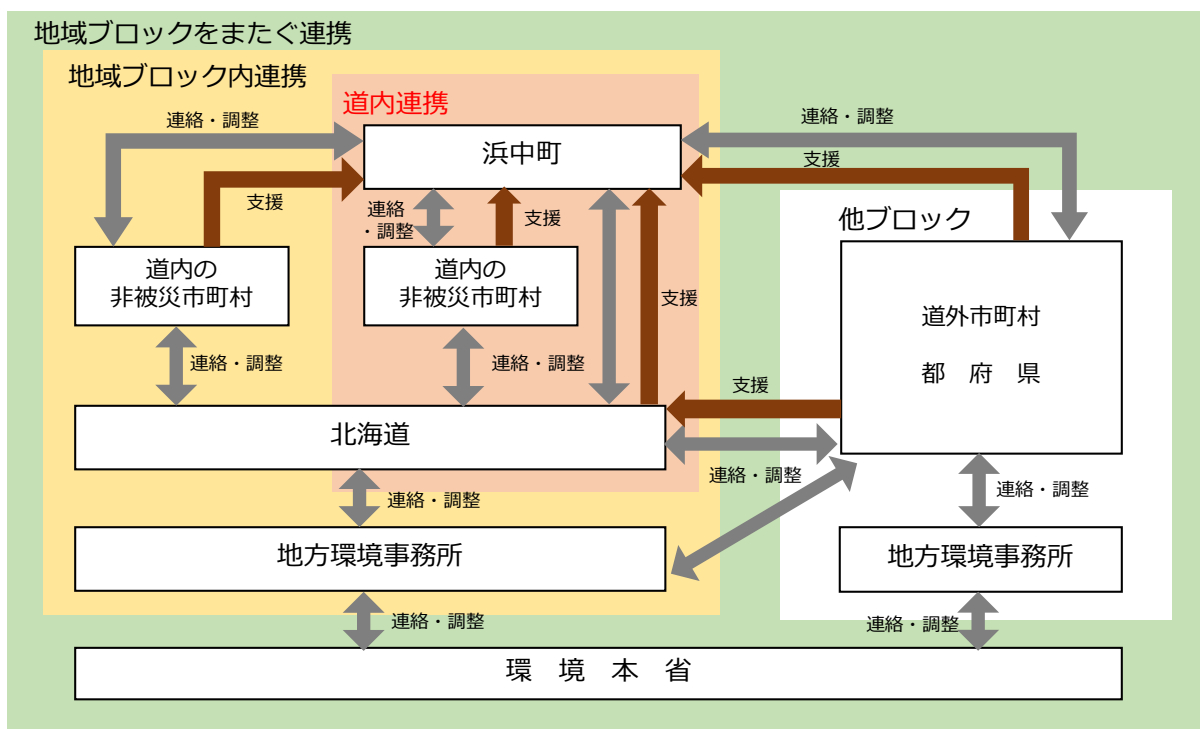 地域ブロックをまたぐ連携
地域ブロック内連携
道内連携
連絡・調整
浜中町
連絡・調整
支援
支援
連絡
・調整
支援
他ブロック
道内の
非被災市町村
道内の
非被災市町村
支援
道外市町村
都　府　県
連絡・調整
連絡・調整
支援
北海道
連絡・調整
連絡・調整
連絡・調整
地方環境事務所
地方環境事務所
連絡・調整
連絡・調整
環　境　本　省